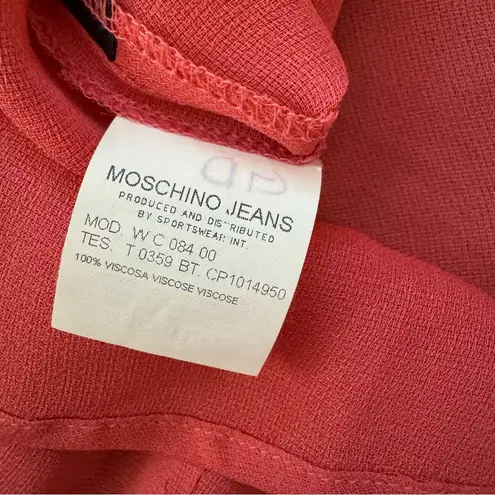 MOSCHINO JEANS
PRODUCED AND DISTRIBUTED
BY SPORTSWEAR INT.
MOD. W C 084 00
TES. T 0359 BT. CP1014950
100% VISCOSA VISCOSE VISCOSE